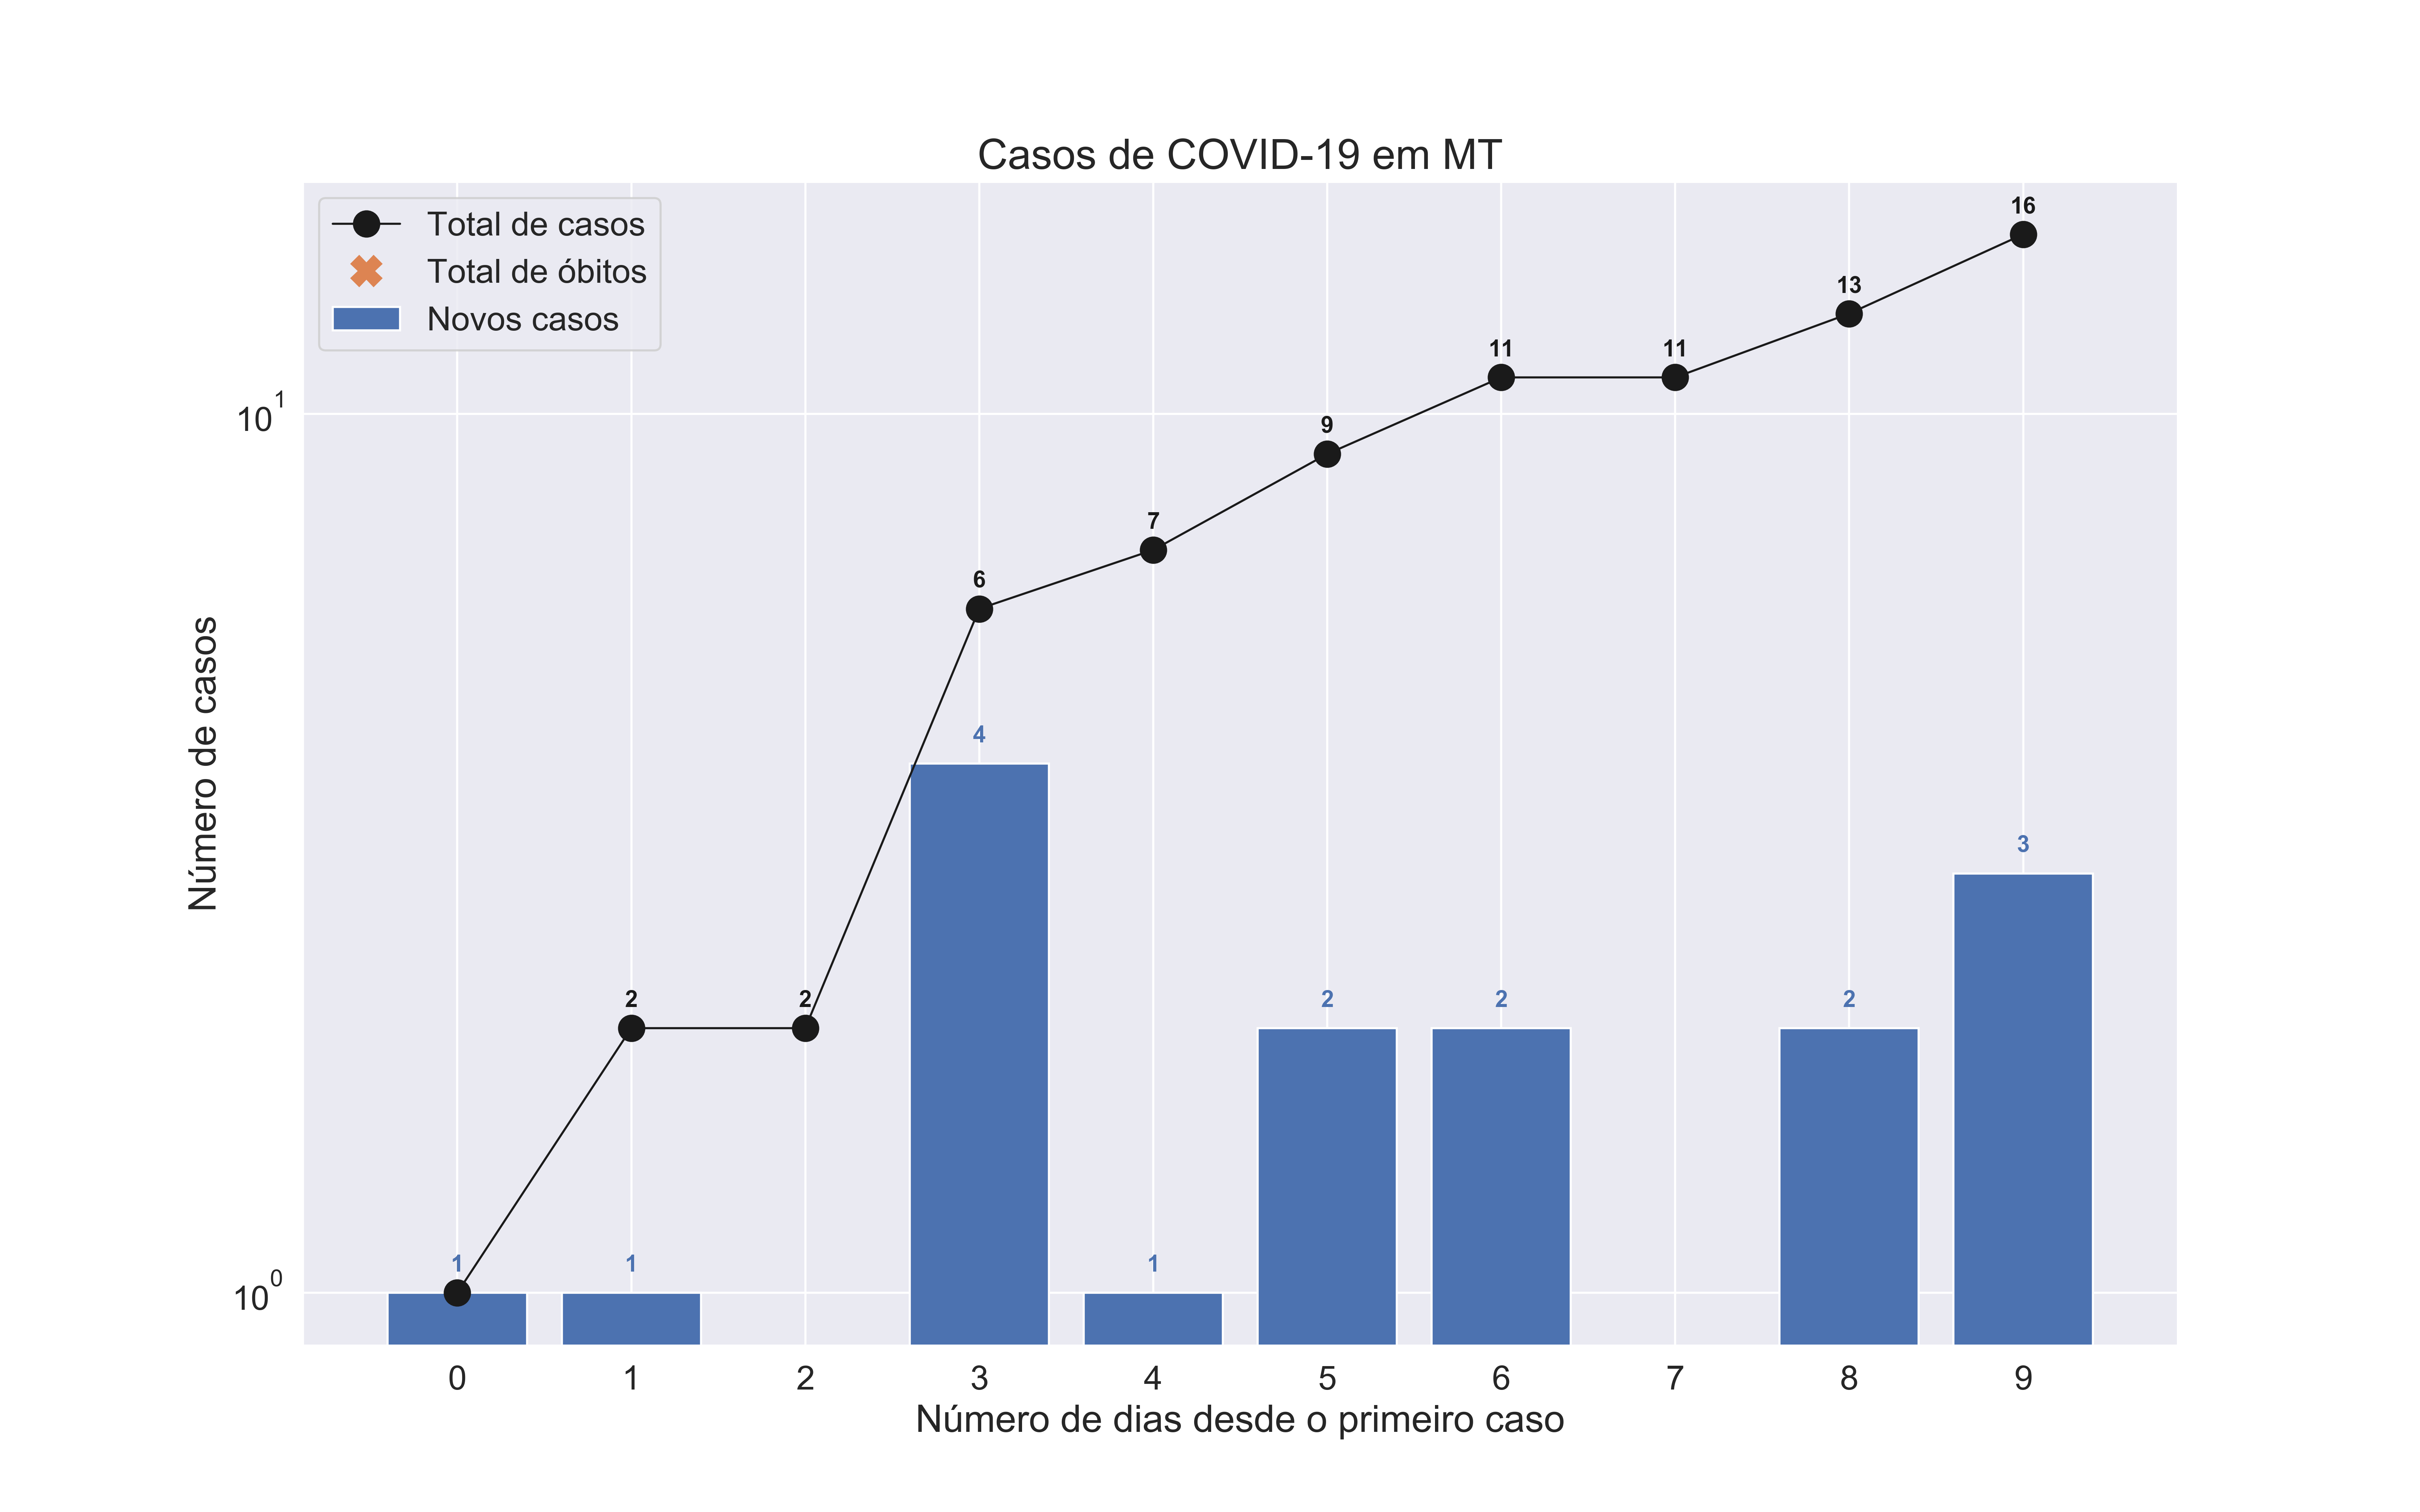 Casos de COVID-19 em MT
Total de casos
Total de óbitos
Novos casos
Número de casos
10^1
10^0
16
13
11
11
9
7
6
4
3
2
2
2
2
2
1
1
1
0 1 2 3 4 5 6 7 8 9
Número de dias desde o primeiro caso